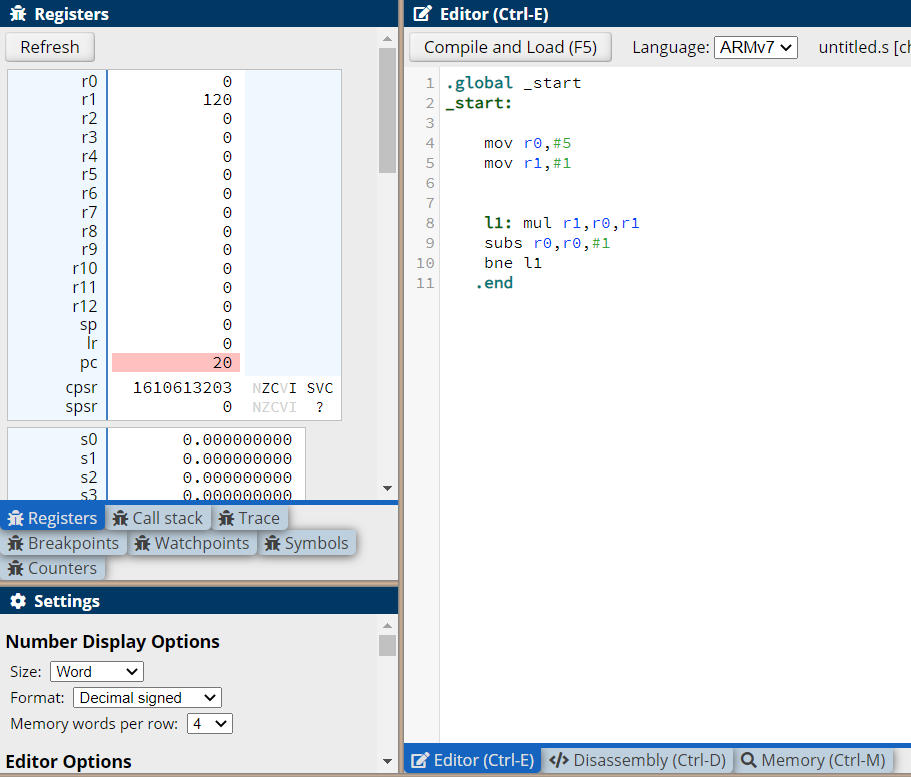 Registers
Refresh
r0 0
r1 120
r2 0
r3 0
r4 0
r5 0
r6 0
r7 0
r8 0
r9 0
r10 0
r11 0
r12 0
sp 0
lr 0
pc 20
cpsr 1610613203 NZCVI SVC
spsr 0 NZCVI ?
s0 0.000000000
s1 0.000000000
s2 0.000000000
s3 0.000000000
Registers Call stack Trace
Breakpoints Watchpoints Symbols
Counters
Settings
Number Display Options
Size: Word
Format: Decimal signed
Memory words per row: 4
Editor Options
Editor (Ctrl-E)
Compile and Load (F5) Language: ARMv7 untitled.s [ch
1 .global _start
2 _start:
3
4 mov r0,#5
5 mov r1,#1
6
7
8 l1: mul r1,r0,r1
9 subs r0,r0,#1
10 bne l1
11 .end
Editor (Ctrl-E) Disassembly (Ctrl-D) Memory (Ctrl-M)